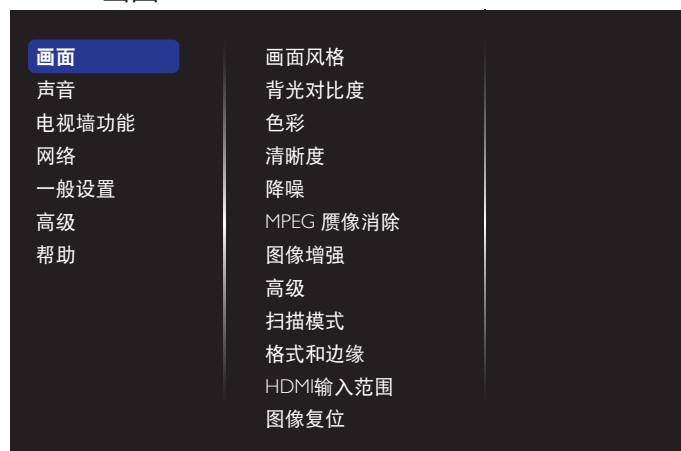 画面
声音
电视墙功能
网络
一般设置
高级
帮助
画面风格
背光对比度
色彩
清晰度
降噪
MPEG 赝像消除
图像增强
高级
扫描模式
格式和边缘
HDMI输入范围
图像复位